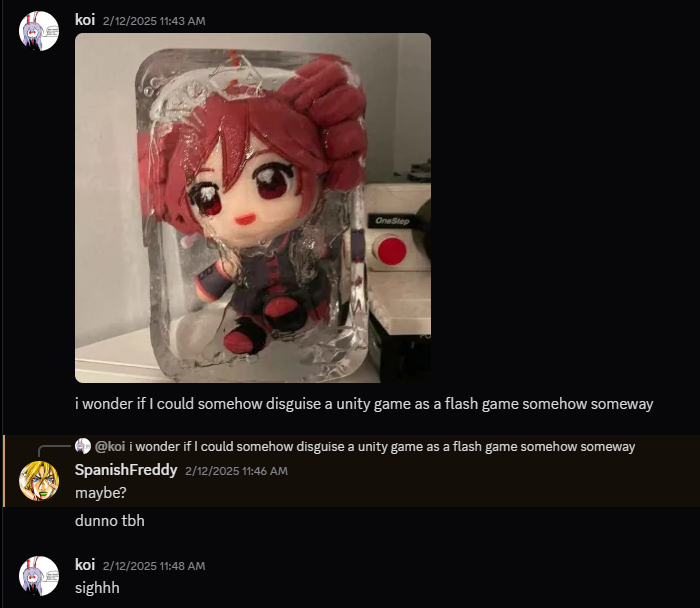 koi 2/12/2025 11:43 AM
OneStep
i wonder if I could somehow disguise a unity game as a flash game somehow someway
@koi i wonder if I could somehow disguise a unity game as a flash game somehow someway
SpanishFreddy 2/12/2025 11:46 AM
maybe?
dunno tbh
koi 2/12/2025 11:48 AM
sighhh